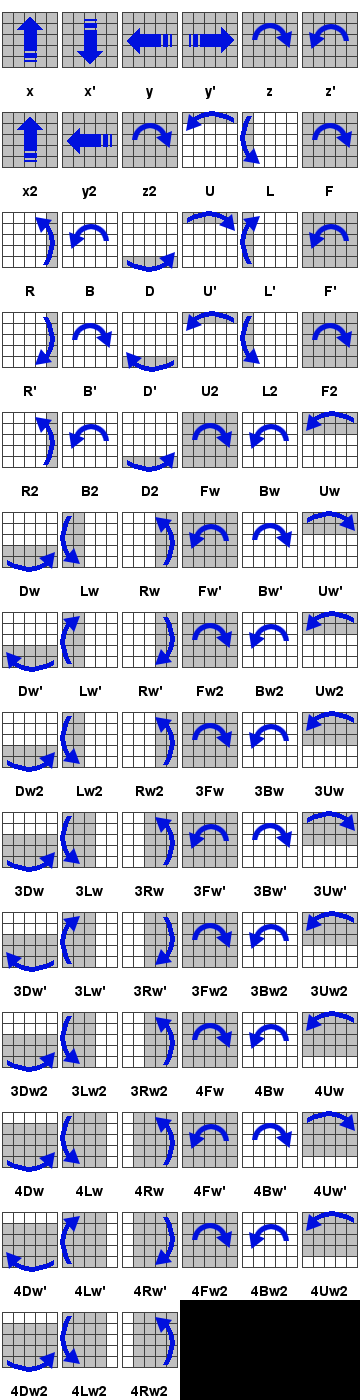 x x' y y' z z'
x2 y2 z2 U L F
R B D U' L' F'
R' B' D' U2 L2 F2
R2 B2 D2 Fw Bw Uw
Dw Lw Rw Fw' Bw' Uw'
Dw' Lw' Rw' Fw2 Bw2 Uw2
Dw2 Lw2 Rw2 3Fw 3Bw 3Uw
3Dw 3Lw 3Rw 3Fw' 3Bw' 3Uw'
3Dw' 3Lw' 3Rw' 3Fw2 3Bw2 3Uw2
3Dw2 3Lw2 3Rw2 4Fw 4Bw 4Uw
4Dw 4Lw 4Rw 4Fw' 4Bw' 4Uw'
4Dw' 4Lw' 4Rw' 4Fw2 4Bw2 4Uw2
4Dw2 4Lw2 4Rw2